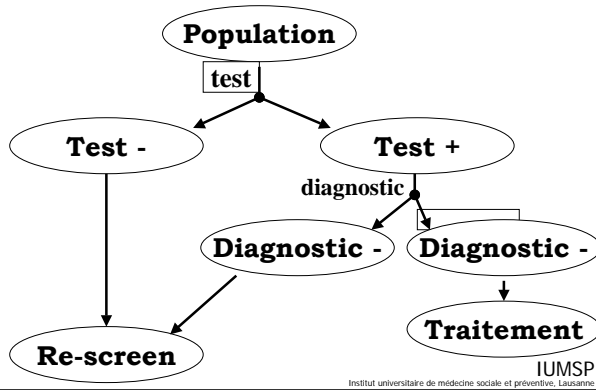 Population
test
Test -
Test +
diagnostic
Diagnostic -
Diagnostic -
Traitement
Re-screen
IUMSP
Institut universitaire de médecine sociale et préventive, Lausanne